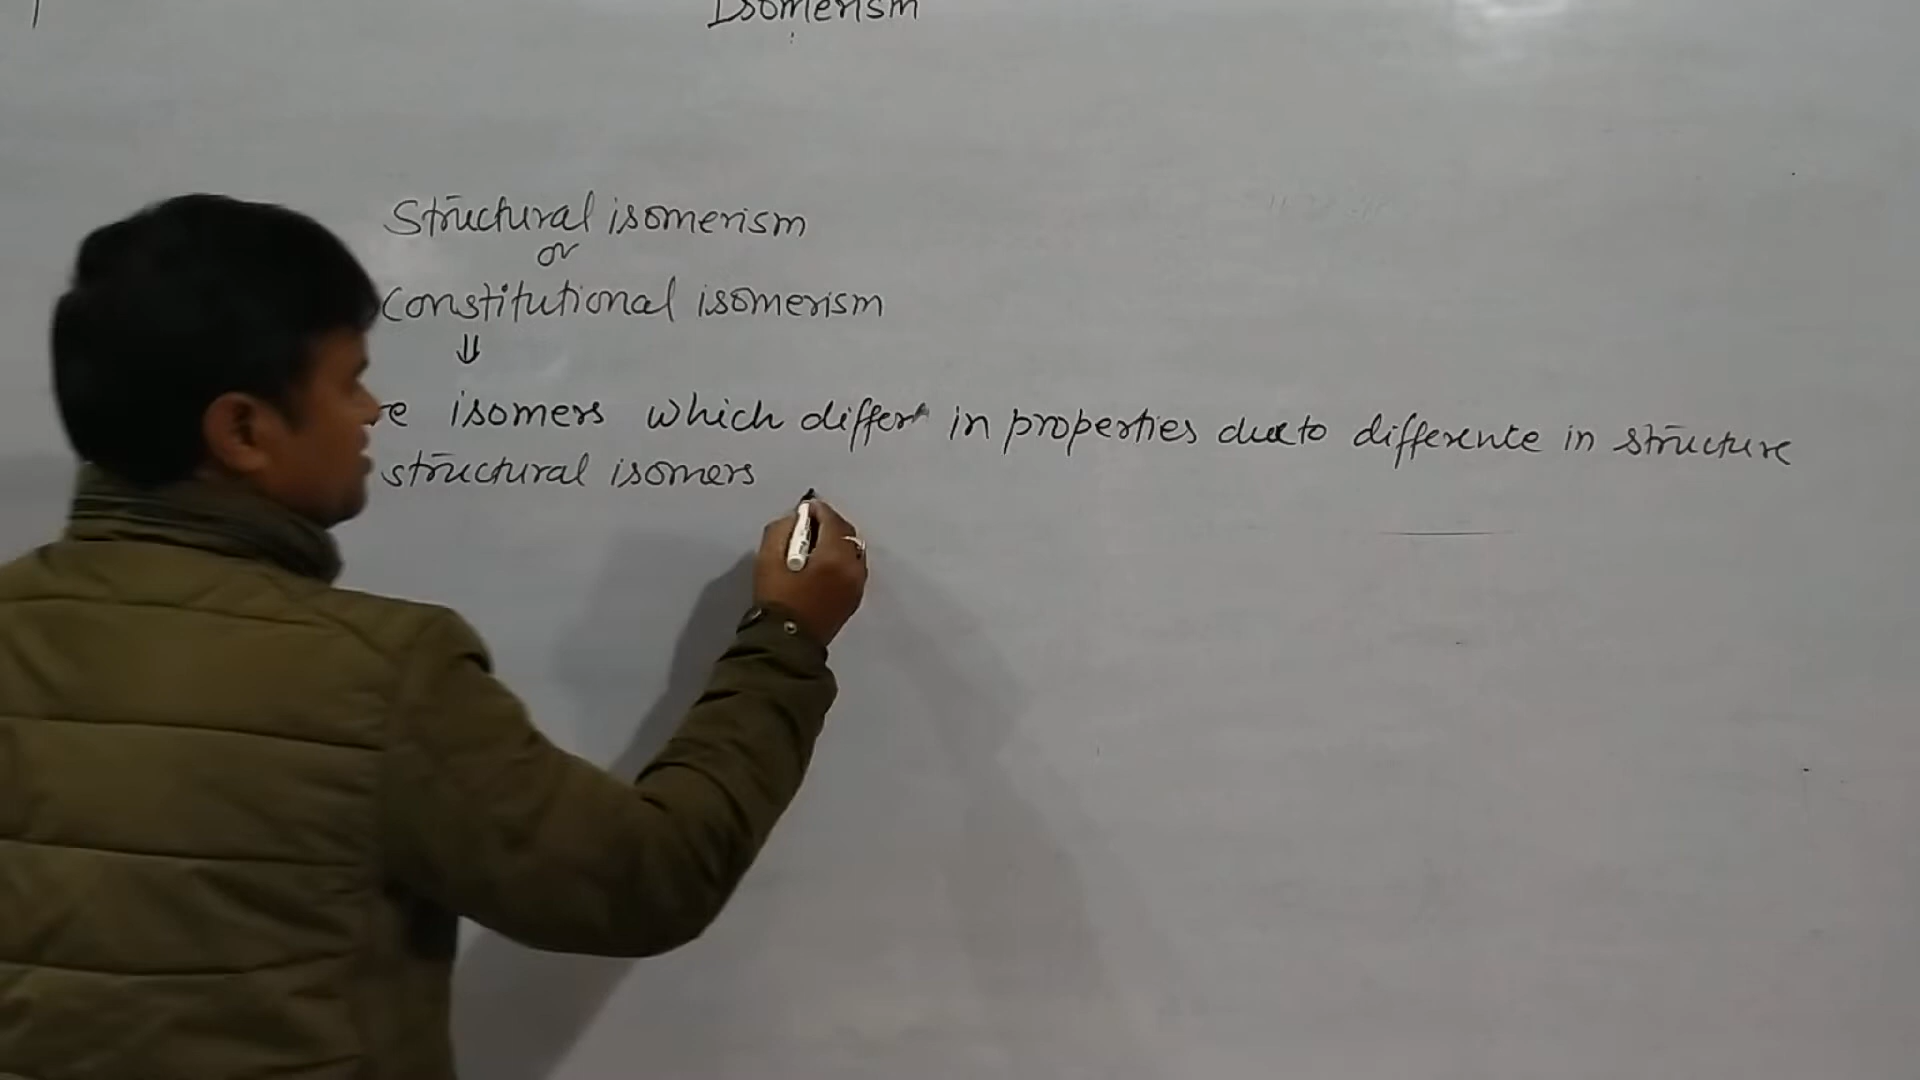 Isomerism
Structural isomerism
or
Constitutional isomerism
⇓
isomers which differ in properties due to difference in structure
structural isomers